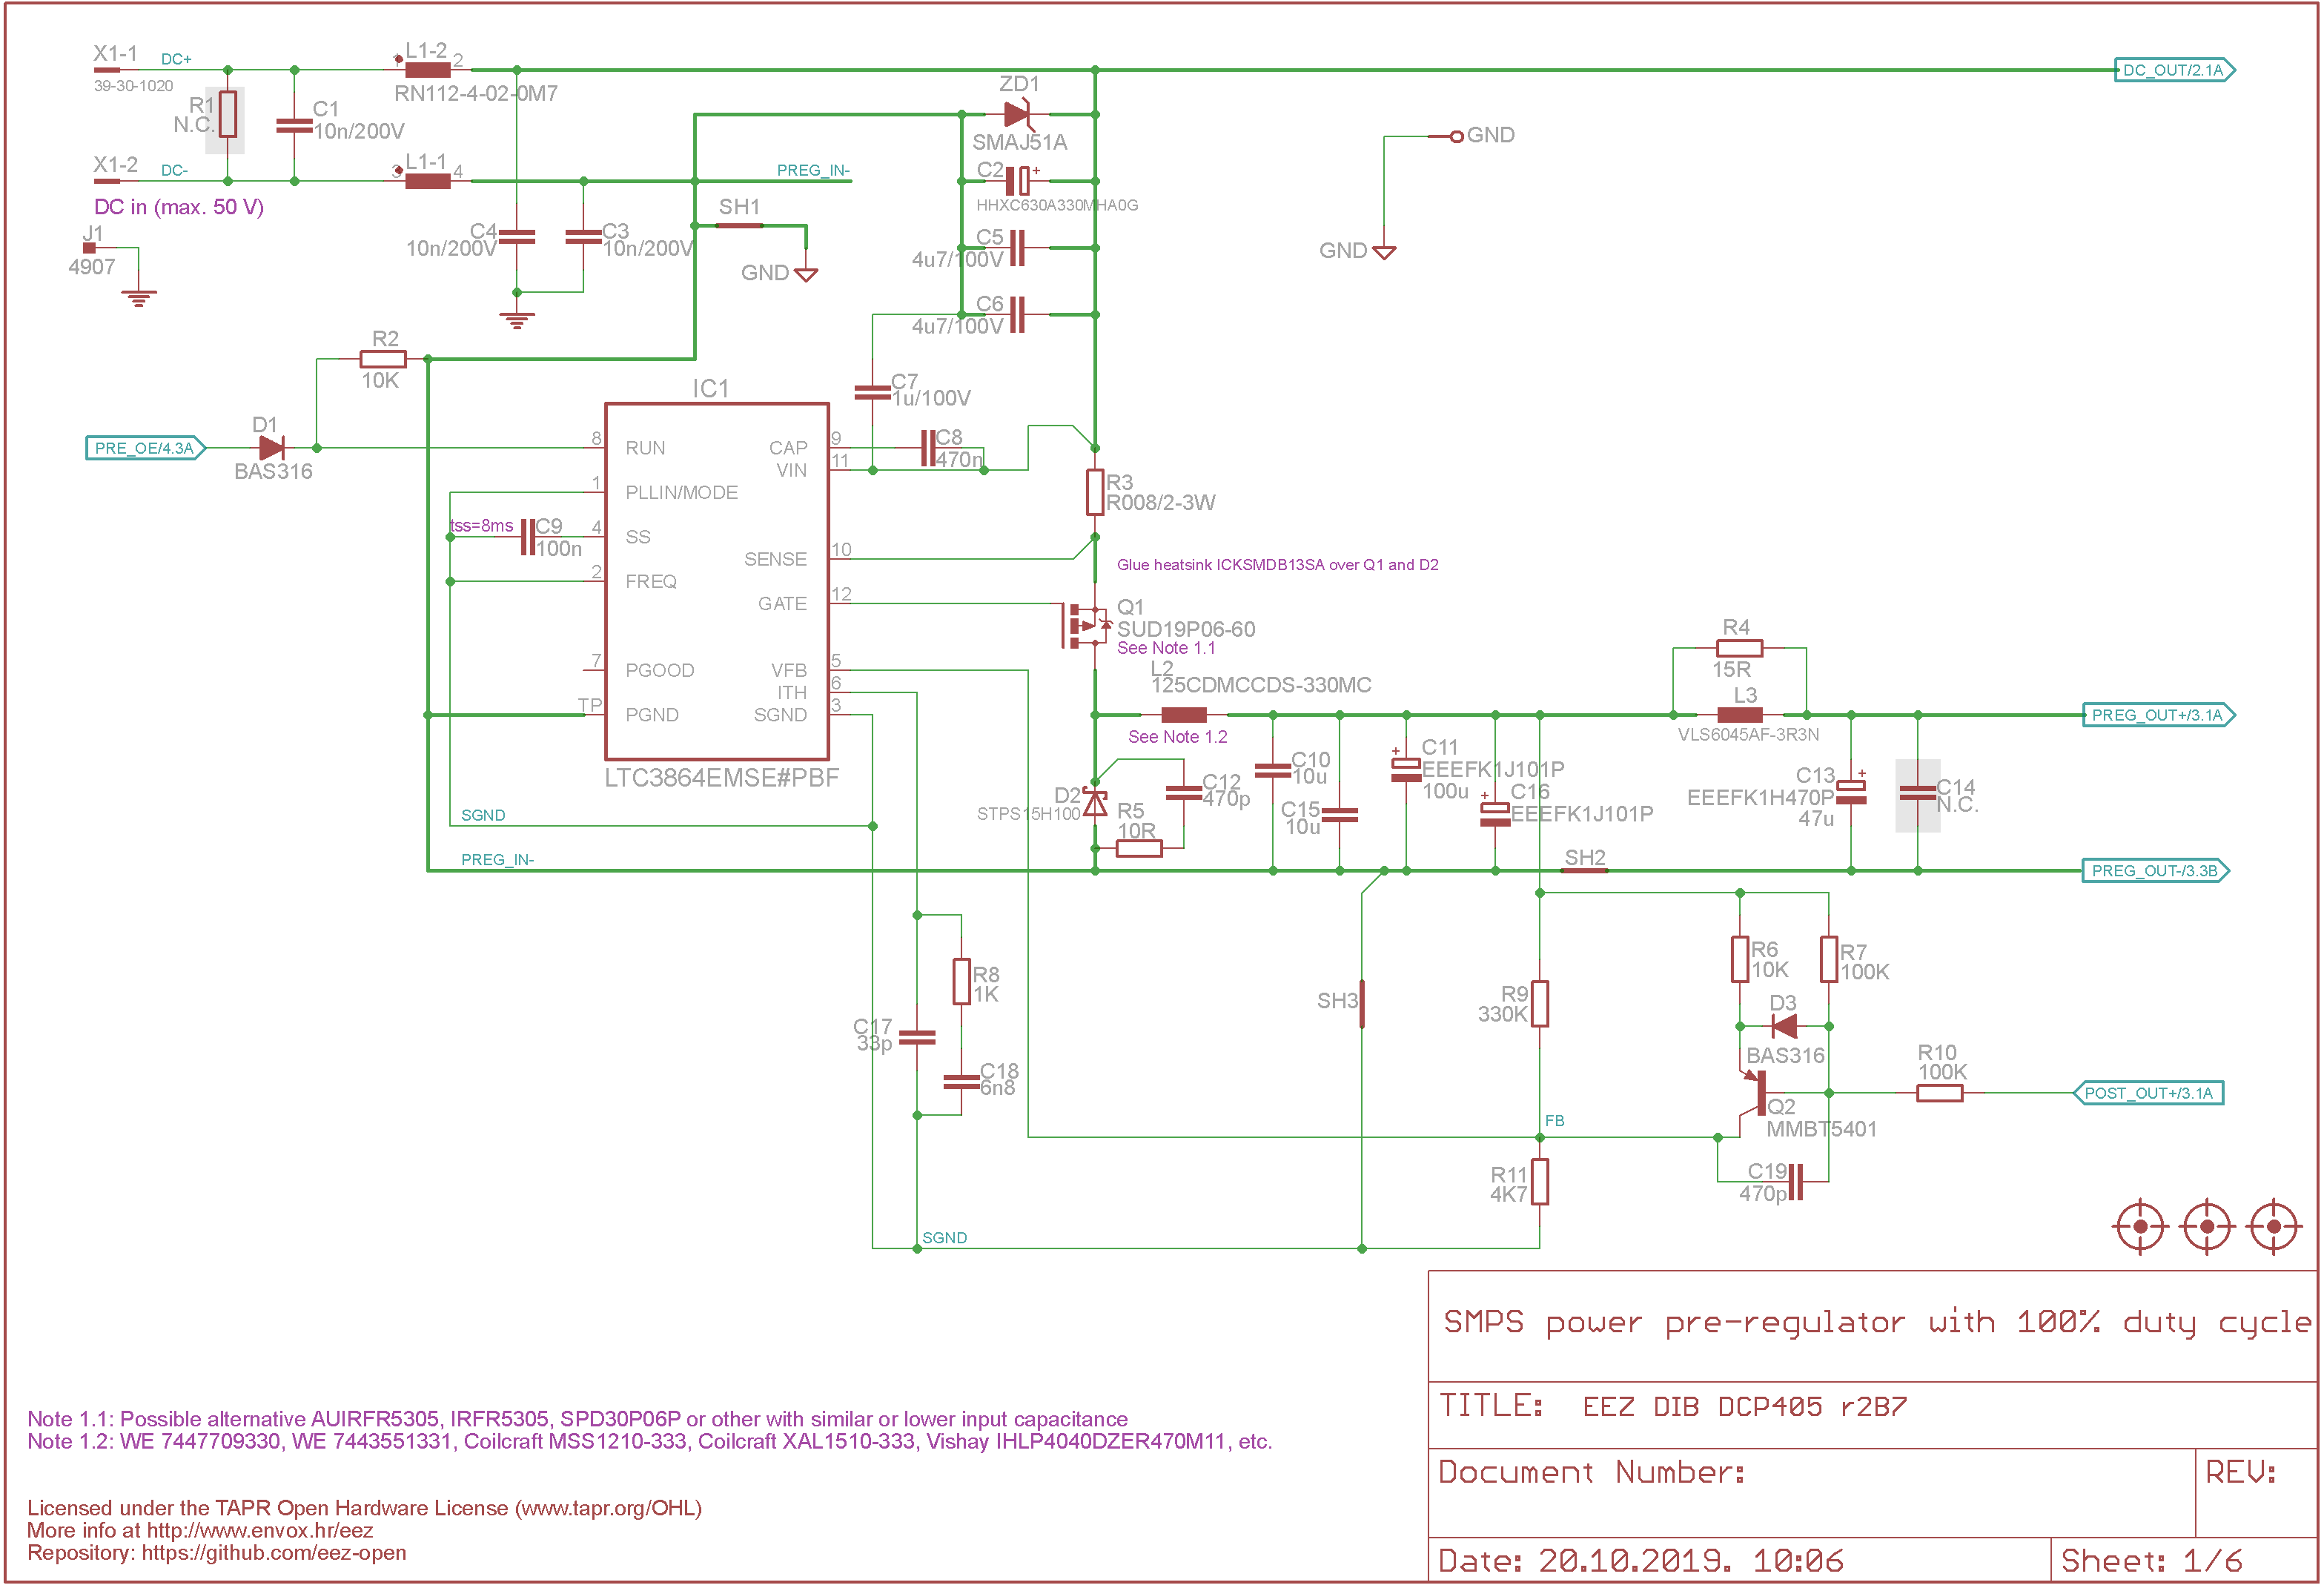 X1-1
DC+
39-30-1020
R1
N.C.
C1
10n/200V
X1-2
DC-
DC in (max. 50 V)
J1
4907
1
L1-2
2
RN112-4-02-0M7
3
L1-1
4
PREG_IN-
C4
10n/200V
C3
10n/200V
SH1
GND
ZD1
SMAJ51A
C2
+
HHXC630A330MHA0G
C5
4u7/100V
C6
4u7/100V
DC_OUT/2.1A
GND
GND
R2
10K
D1
BAS316
PRE_OE/4.3A
IC1
C7
1u/100V
C8
470n
8
RUN
CAP
9
VIN
11
1
PLLIN/MODE
tss=8ms
C9
100n
4
SS
SENSE
10
2
FREQ
GATE
12
7
PGOOD
VFB
5
ITH
6
TP
PGND
SGND
3
LTC3864EMSE#PBF
R3
R008/2-3W
Glue heatsink ICKSMDB13SA over Q1 and D2
Q1
SUD19P06-60
See Note 1.1
L2
125CDMCCDS-330MC
See Note 1.2
D2
STPS15H100
C12
470p
R5
10R
C10
10u
C15
10u
+
C11
EEEFK1J101P
100u
+
C16
EEEFK1J101P
R4
15R
L3
VLS6045AF-3R3N
PREG_OUT+/3.1A
C13
+
EEEFK1H470P
47u
C14
N.C.
SGND
PREG_IN-
SH2
PREG_OUT-/3.3B
R8
1K
C17
33p
C18
6n8
SH3
R9
330K
R6
10K
R7
100K
D3
BAS316
R10
100K
POST_OUT+/3.1A
Q2
MMBT5401
FB
R11
4K7
C19
470p
SGND
SMPS power pre-regulator with 100% duty cycle
TITLE: EEZ DIB DCP405 r2B7
Document Number:
REV:
Date: 20.10.2019. 10:06
Sheet: 1/6
Note 1.1: Possible alternative AUIRFR5305, IRFR5305, SPD30P06P or other with similar or lower input capacitance
Note 1.2: WE 7447709330, WE 7443551331, Coilcraft MSS1210-333, Coilcraft XAL1510-333, Vishay IHLP4040DZER470M11, etc.
Licensed under the TAPR Open Hardware License (www.tapr.org/OHL)
More info at http://www.envox.hr/eez
Repository: https://github.com/eez-open